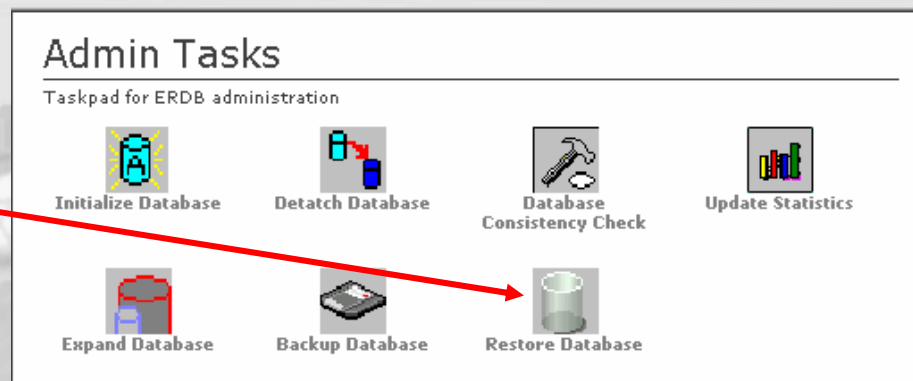 Admin Tasks
Taskpad for ERDB administration
Initialize Database
Detatch Database
Database
Consistency Check
Update Statistics
Expand Database
Backup Database
Restore Database